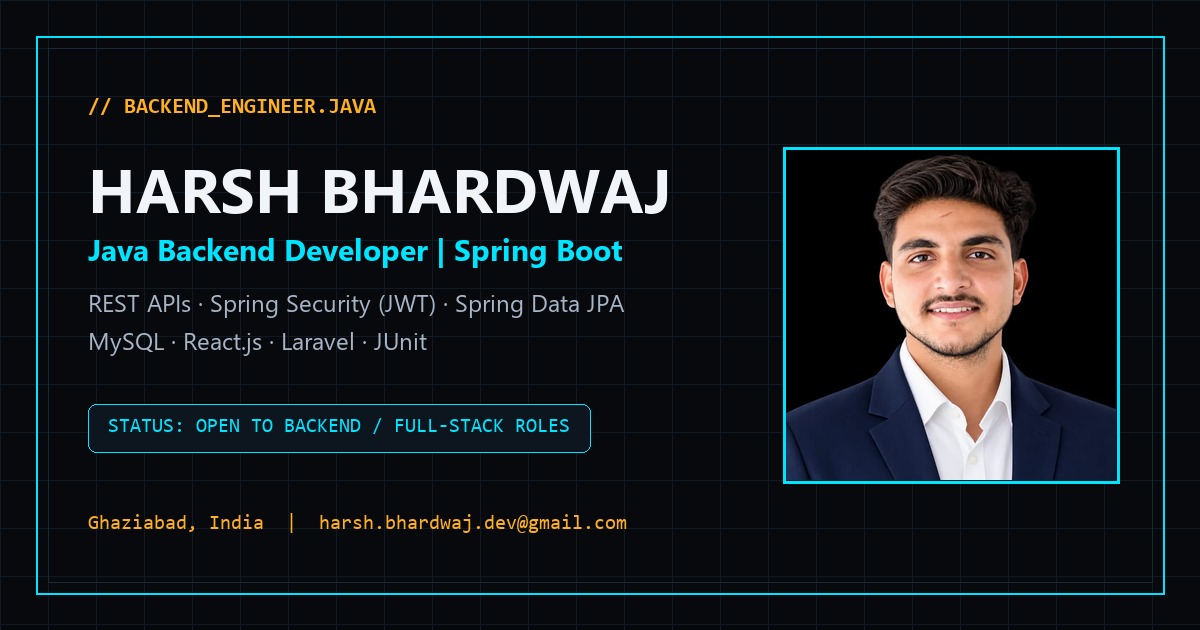 // BACKEND_ENGINEER.JAVA
HARSH BHARDWAJ
Java Backend Developer | Spring Boot
REST APIs · Spring Security (JWT) · Spring Data JPA
MySQL · React.js · Laravel · JUnit
STATUS: OPEN TO BACKEND / FULL-STACK ROLES
Ghaziabad, India | harsh.bhardwaj.dev@gmail.com